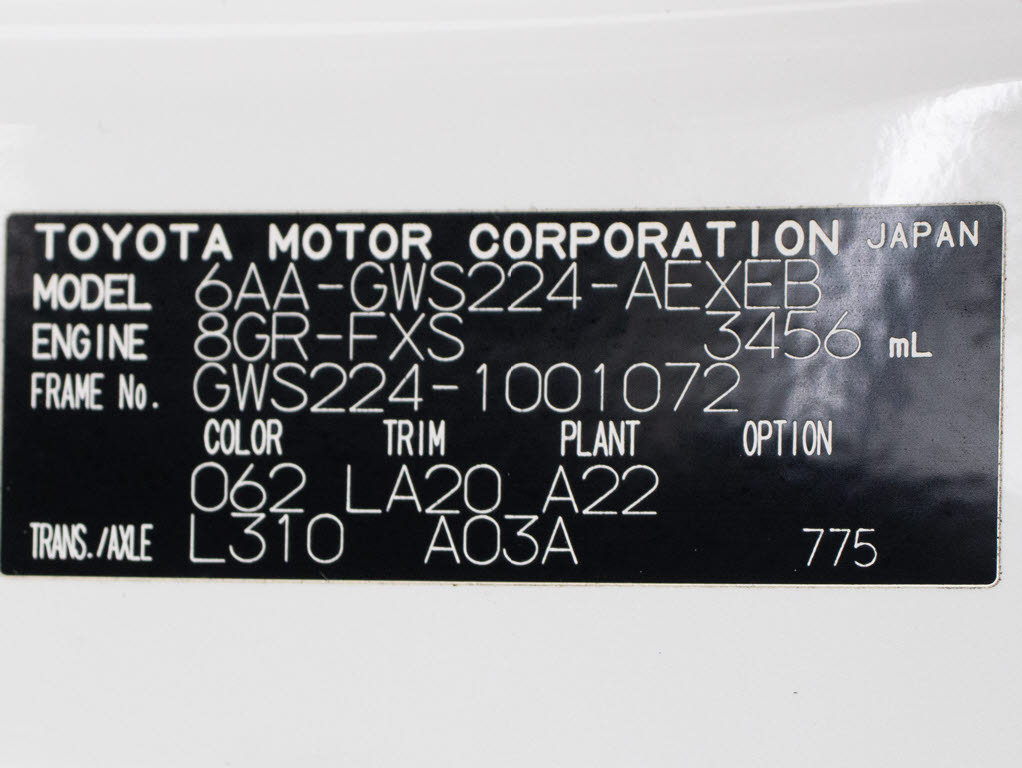 TOYOTA MOTOR CORPORATION JAPAN
MODEL 6AA-GWS224-AEXEB
ENGINE 8GR-FXS 3456 mL
FRAME No. GWS224-1001072
COLOR TRIM PLANT OPTION
062 LA20 A22
TRANS./AXLE L310 A03A 775